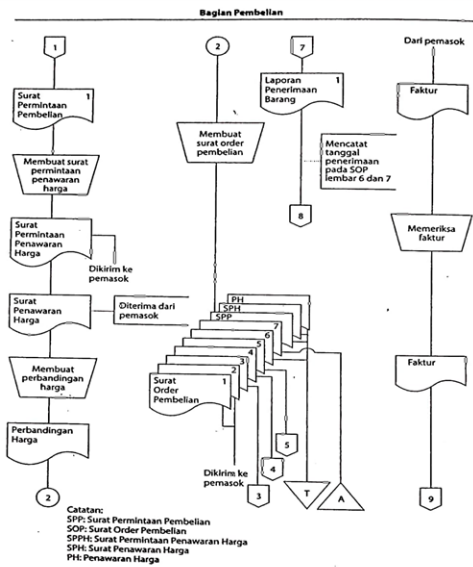 Bagian Pembelian
1
Surat
Permintaan
Pembelian
1
Membuat surat
permintaan
penawaran
harga
Surat
Permintaan
Penawaran
Harga
Dikirim ke
pemasok
Surat
Penawaran
Harga
Diterima dari
pemasok
Membuat
perbandingan
harga
Perbandingan
Harga
2
2
Membuat
surat order
pembelian
PH
SPH
SPP
7
6
5
4
3
2
Surat
Order
Pembelian
1
Dikirim ke
pemasok
3
4
5
T
A
7
Laporan
Penerimaan
Barang
1
Mencatat
tanggal
penerimaan
pada SOP
lembar 6 dan 7
8
Dari pemasok
Faktur
Memeriksa
faktur
Faktur
9
Catatan:
SPP: Surat Permintaan Pembelian
SOP: Surat Order Pembelian
SPPH: Surat Permintaan Penawaran Harga
SPH: Surat Penawaran Harga
PH: Penawaran Harga